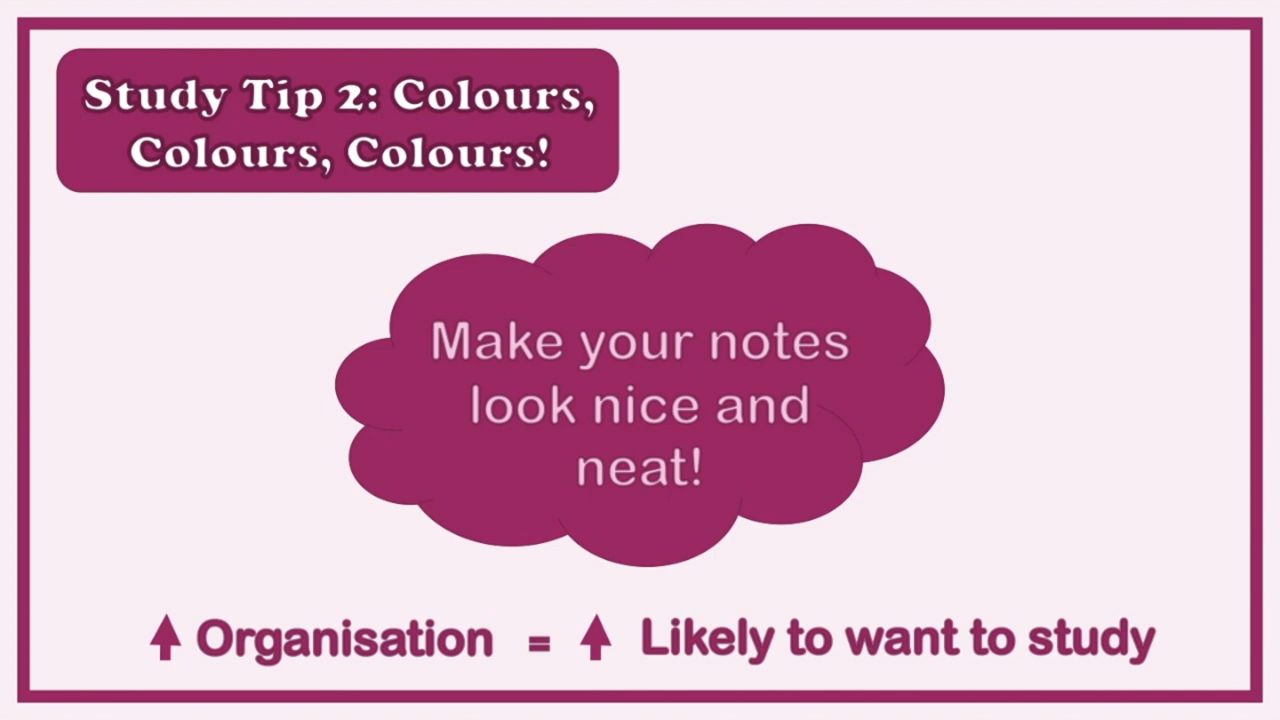 Study Tip 2: Colours,
Colours, Colours!
Make your notes
look nice and
neat!
Organisation = Likely to want to study